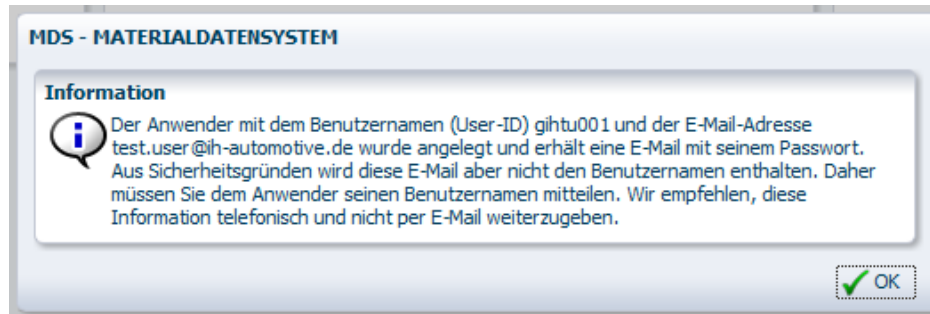 MDS - MATERIALDATENSYSTEM
Information
Der Anwender mit dem Benutzernamen (User-ID) gihtu001 und der E-Mail-Adresse
test.user@ih-automotive.de wurde angelegt und erhält eine E-Mail mit seinem Passwort.
Aus Sicherheitsgründen wird diese E-Mail aber nicht den Benutzernamen enthalten. Daher
müssen Sie dem Anwender seinen Benutzernamen mitteilen. Wir empfehlen, diese
Information telefonisch und nicht per E-Mail weiterzugeben.
OK